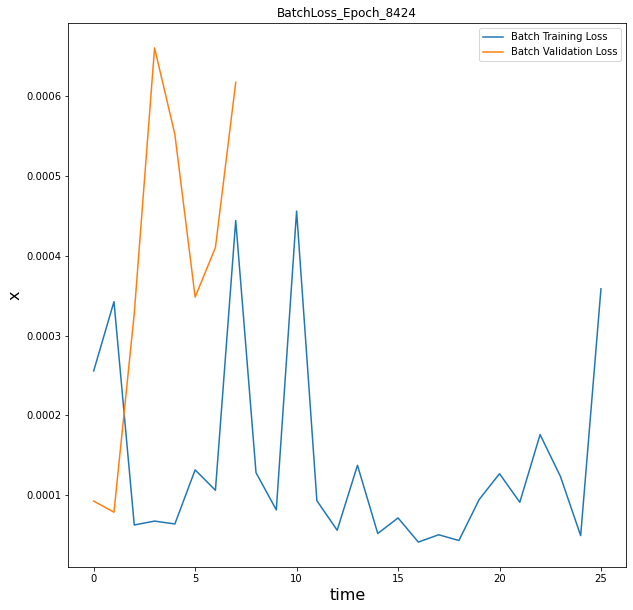 BatchLoss_Epoch_8424
Batch Training Loss
Batch Validation Loss
0.0006
0.0005
0.0004
0.0003
0.0002
0.0001
x
0 5 10 15 20 25
time